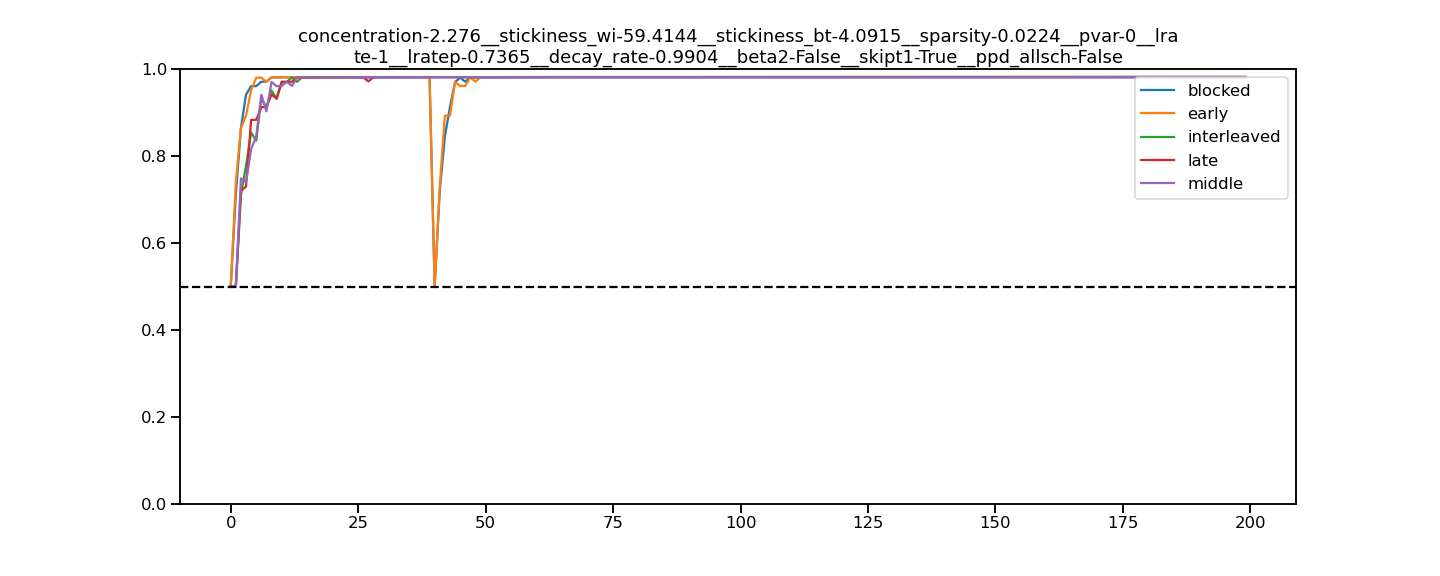 concentration-2.276__stickiness_wi-59.4144__stickiness_bt-4.0915__sparsity-0.0224__pvar-0__lra
te-1__lratep-0.7365__decay_rate-0.9904__beta2-False__skipt1-True__ppd_allsch-False
1.0
0.8
0.6
0.4
0.2
0.0
blocked
early
interleaved
late
middle
0 25 50 75 100 125 150 175 200